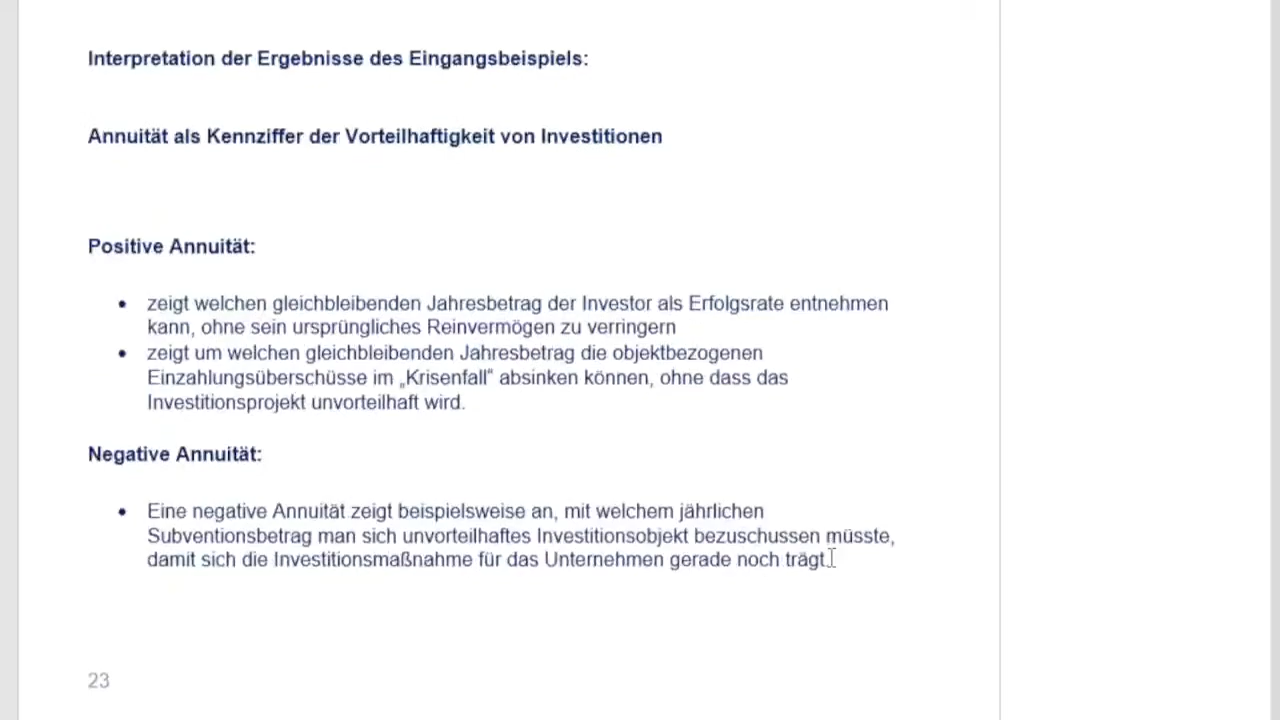 Interpretation der Ergebnisse des Eingangsbeispiels:
Annuität als Kennziffer der Vorteilhaftigkeit von Investitionen
Positive Annuität:
• zeigt welchen gleichbleibenden Jahresbetrag der Investor als Erfolgsrate entnehmen
kann, ohne sein ursprüngliches Reinvermögen zu verringern
• zeigt um welchen gleichbleibenden Jahresbetrag die objektbezogenen
Einzahlungsüberschüsse im „Krisenfall“ absinken können, ohne dass das
Investitionsprojekt unvorteilhaft wird.
Negative Annuität:
• Eine negative Annuität zeigt beispielsweise an, mit welchem jährlichen
Subventionsbetrag man sich unvorteilhaftes Investitionsobjekt bezuschussen müsste,
damit sich die Investitionsmaßnahme für das Unternehmen gerade noch trägt.
23